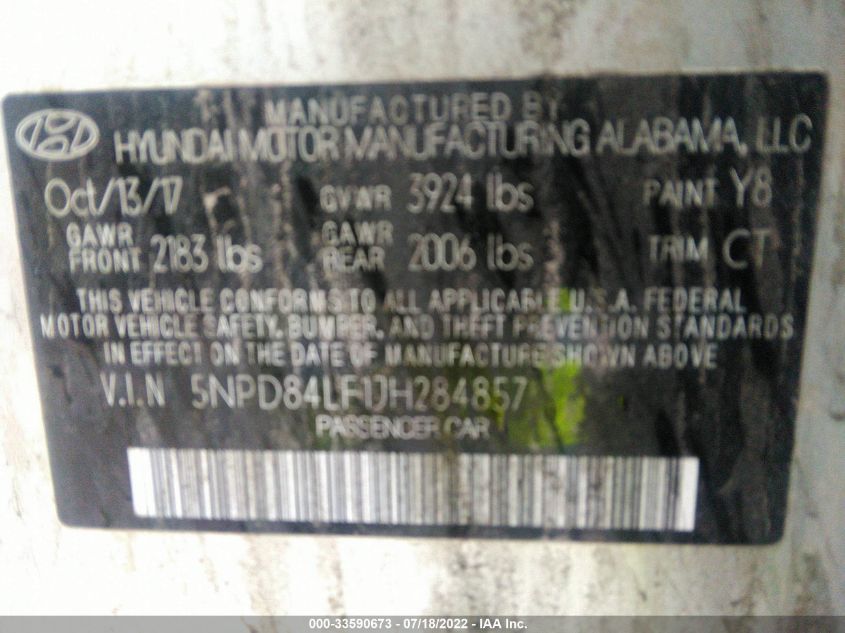 MANUFACTURED BY
HYUNDAI MOTOR MANUFACTURING ALABAMA, LLC
Oct/13/17 GVWR 3924 lbs PAINT Y8
GAWR FRONT 2183 lbs GAWR REAR 2006 lbs TRIM CT
THIS VEHICLE CONFORMS TO ALL APPLICABLE U.S.A. FEDERAL
MOTOR VEHICLE SAFETY, BUMPER, AND THEFT PREVENTION STANDARDS
IN EFFECT ON THE DATE OF MANUFACTURE SHOWN ABOVE.
V.I.N 5NPD84LF1JH284857
PASSENGER CAR
000-33590673 - 07/18/2022 - IAA Inc.